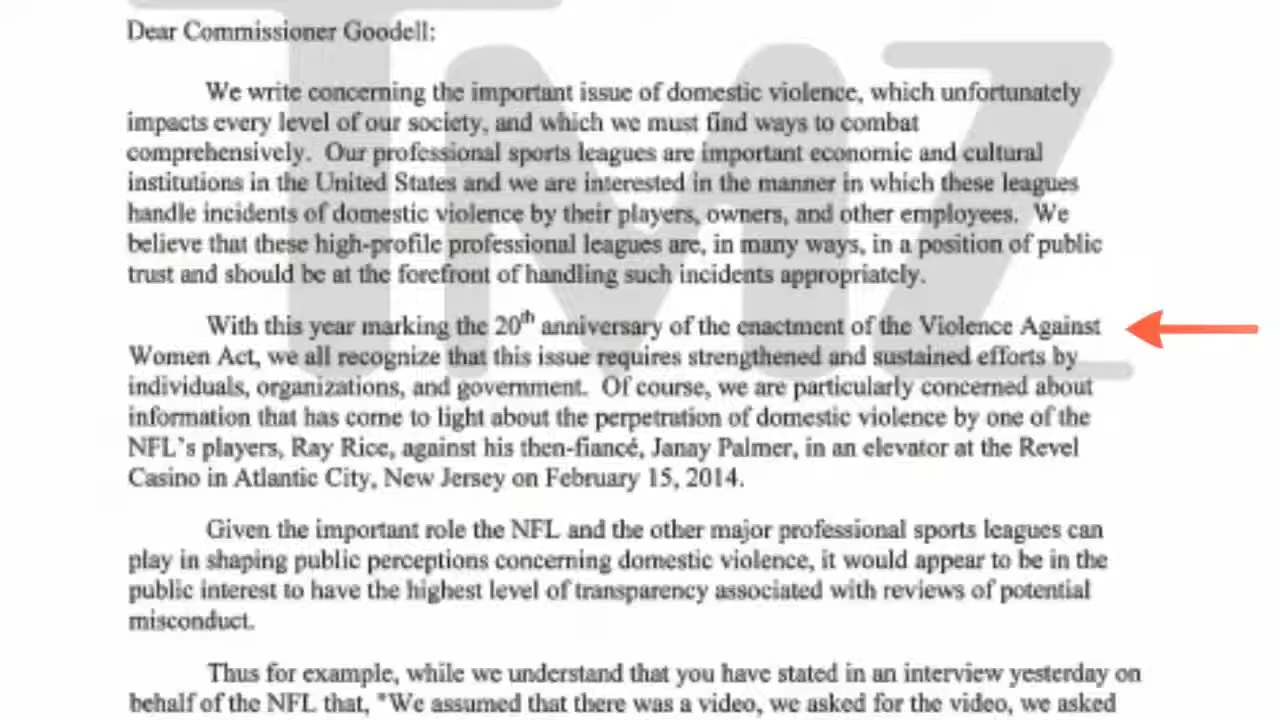 Dear Commissioner Goodell:
We write concerning the important issue of domestic violence, which unfortunately
impacts every level of our society, and which we must find ways to combat
comprehensively. Our professional sports leagues are important economic and cultural
institutions in the United States and we are interested in the manner in which these leagues
handle incidents of domestic violence by their players, owners, and other employees. We
believe that these high-profile professional leagues are, in many ways, in a position of public
trust and should be at the forefront of handling such incidents appropriately.
With this year marking the 20th anniversary of the enactment of the Violence Against
Women Act, we all recognize that this issue requires strengthened and sustained efforts by
individuals, organizations, and government. Of course, we are particularly concerned about
information that has come to light about the perpetration of domestic violence by one of the
NFL's players, Ray Rice, against his then-fiancé, Janay Palmer, in an elevator at the Revel
Casino in Atlantic City, New Jersey on February 15, 2014.
Given the important role the NFL and the other major professional sports leagues can
play in shaping public perceptions concerning domestic violence, it would appear to be in the
public interest to have the highest level of transparency associated with reviews of potential
misconduct.
Thus for example, while we understand that you have stated in an interview yesterday on
behalf of the NFL that, "We assumed that there was a video, we asked for the video, we asked
TMZ